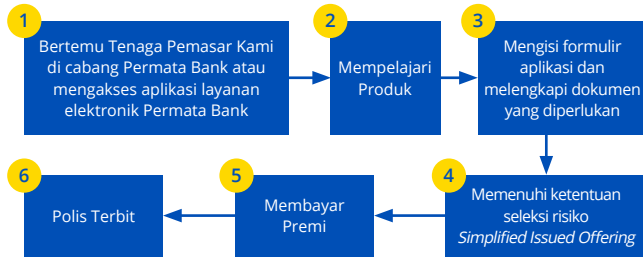 1
Bertemu Tenaga Pemasar Kami
di cabang Permata Bank atau
mengakses aplikasi layanan
elektronik Permata Bank
2
Mempelajari
Produk
3
Mengisi formulir
aplikasi dan
melengkapi dokumen
yang diperlukan
4
Memenuhi ketentuan
seleksi risiko
Simplified Issued Offering
5
Membayar
Premi
6
Polis Terbit